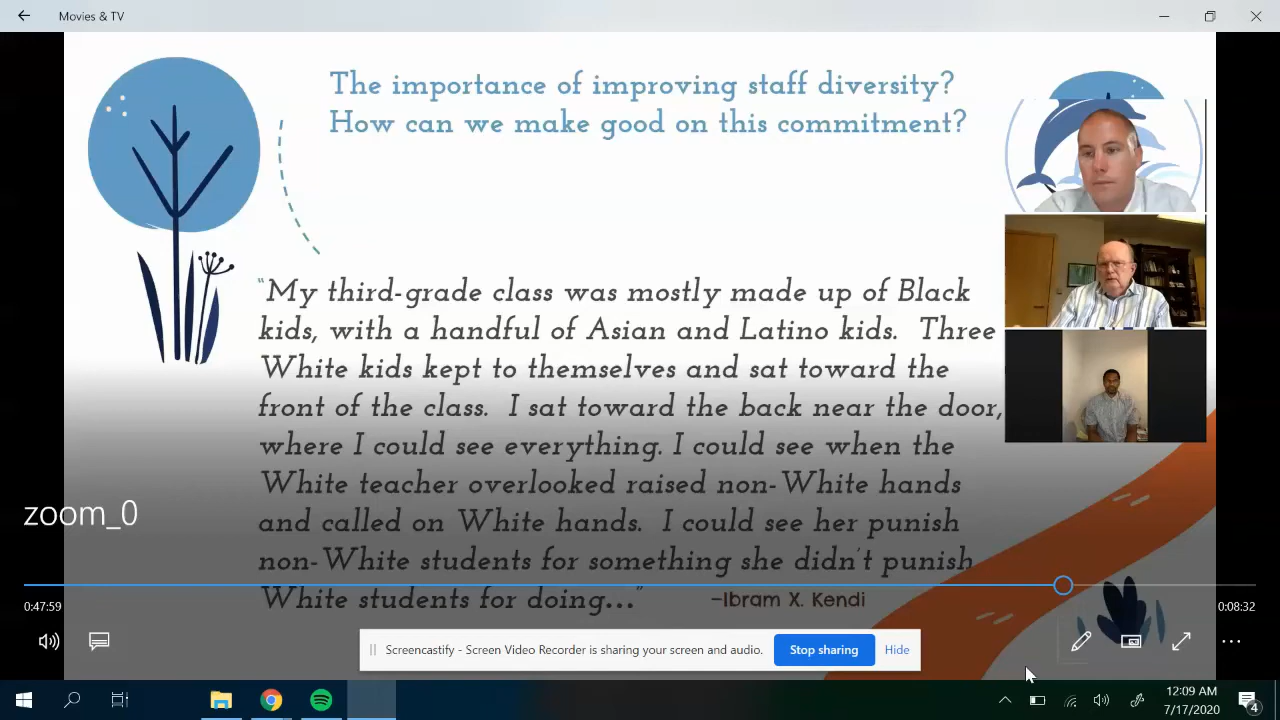 Movies & TV
The importance of improving staff diversity?
How can we make good on this commitment?
"My third-grade class was mostly made up of Black
kids, with a handful of Asian and Latino kids. Three
White kids kept to themselves and sat toward the
front of the class. I sat toward the back near the door,
where I could see everything. I could see when the
White teacher overlooked raised non-White hands
and called on White hands. I could see her punish
non-White students for something she didn't punish
White students for doing..."
-Ibram X. Kendi
zoom_0
0:47:59
0:08:32
Screencastify - Screen Video Recorder is sharing your screen and audio.
Stop sharing
Hide
12:09 AM
7/17/2020
4